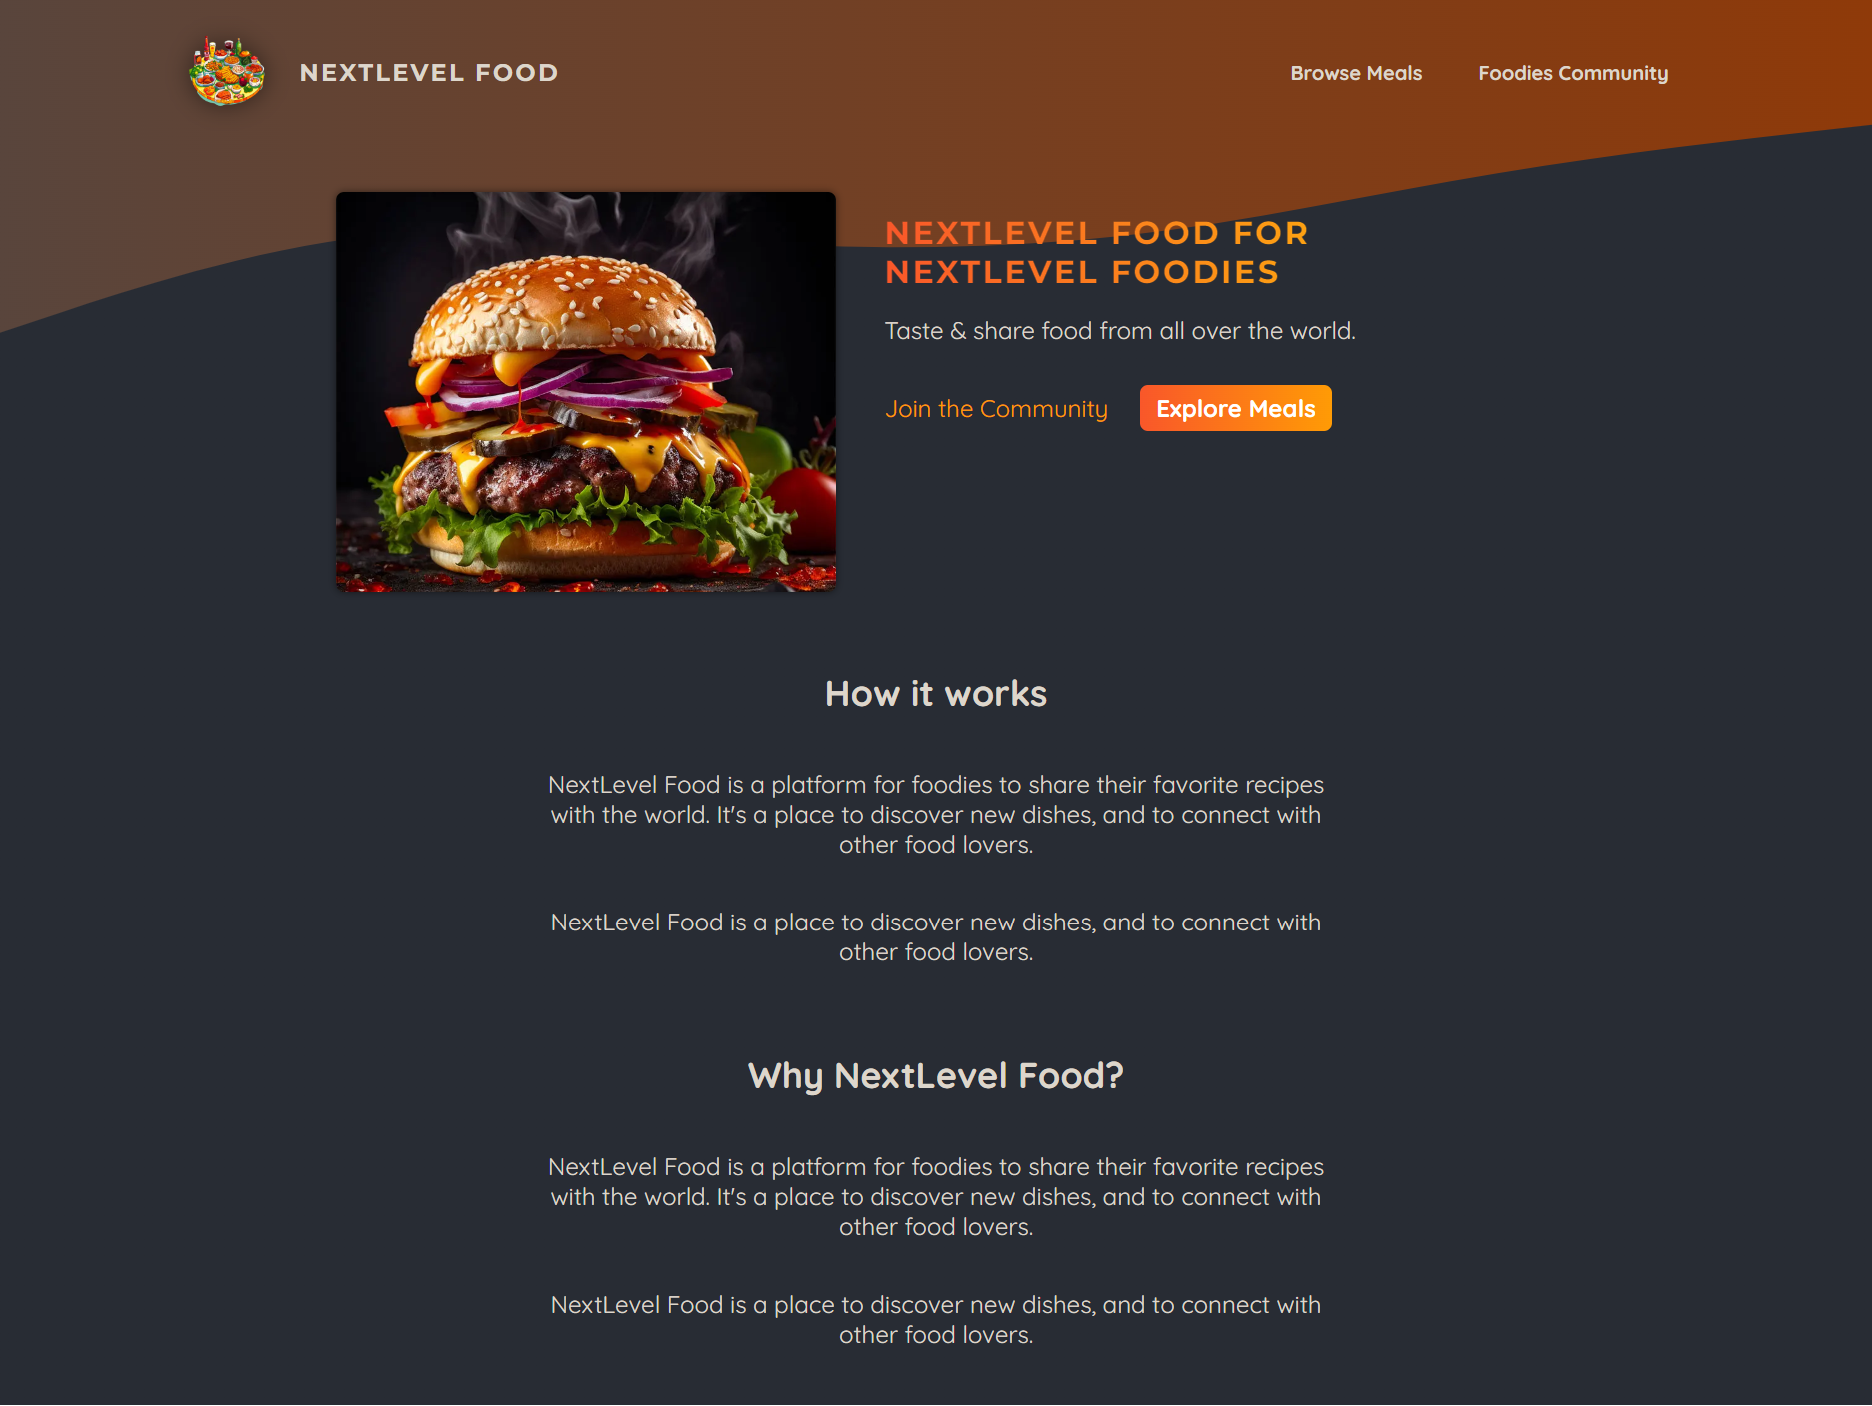 NEXTLEVEL FOOD
Browse Meals
Foodies Community
NEXTLEVEL FOOD FOR
NEXTLEVEL FOODIES
Taste & share food from all over the world.
Join the Community
Explore Meals
How it works
NextLevel Food is a platform for foodies to share their favorite recipes
with the world. It's a place to discover new dishes, and to connect with
other food lovers.
NextLevel Food is a place to discover new dishes, and to connect with
other food lovers.
Why NextLevel Food?
NextLevel Food is a platform for foodies to share their favorite recipes
with the world. It's a place to discover new dishes, and to connect with
other food lovers.
NextLevel Food is a place to discover new dishes, and to connect with
other food lovers.